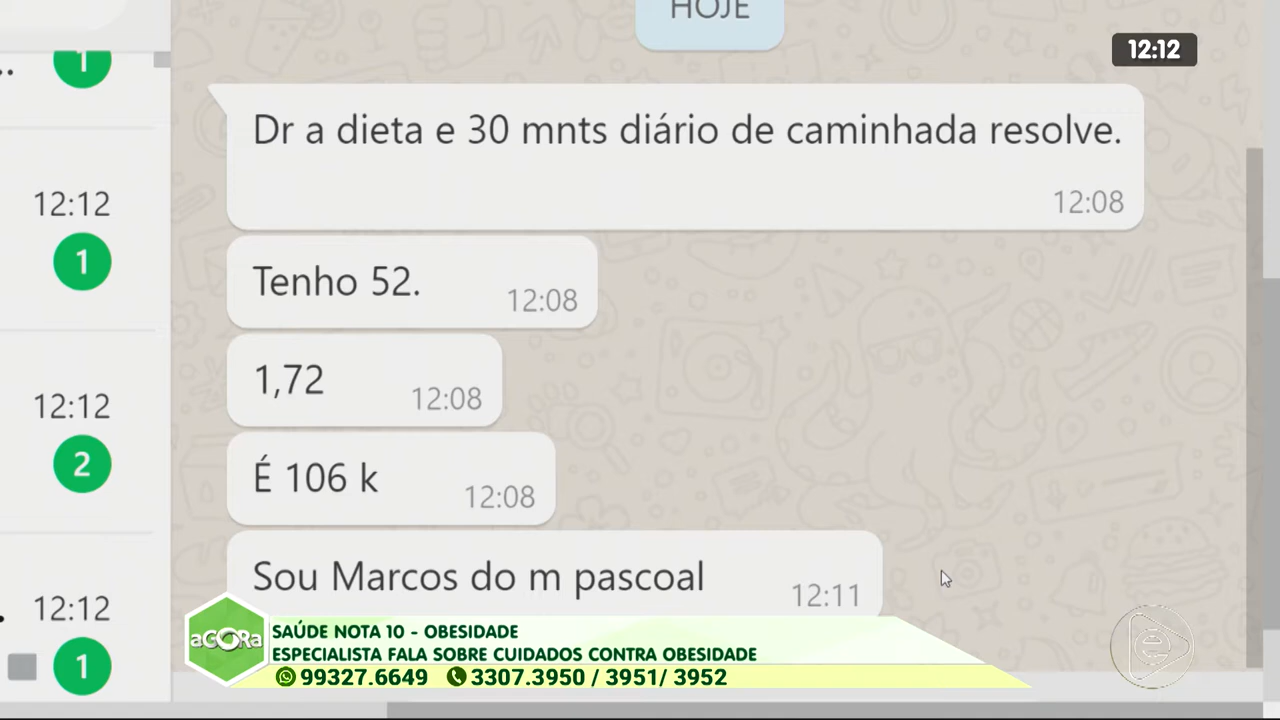 HOJE
12:12
1
Dr a dieta e 30 mnts diário de caminhada resolve.
12:08
12:12
1
Tenho 52.
12:08
1,72
12:08
12:12
2
É 106 k
12:08
Sou Marcos do m pascoal
12:11
12:12
1
aGORa
SAÚDE NOTA 10 - OBESIDADE
ESPECIALISTA FALA SOBRE CUIDADOS CONTRA OBESIDADE
99327.6649 3307.3950 / 3951/ 3952